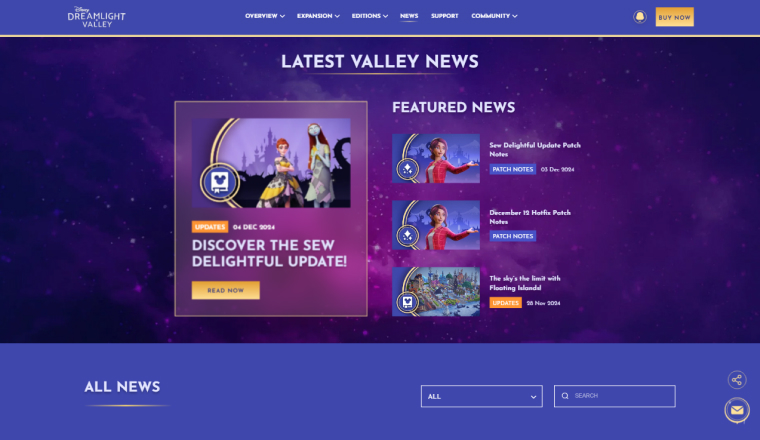 Disney
DREAMLIGHT
VALLEY
OVERVIEW
EXPANSION
EDITIONS
NEWS
SUPPORT
COMMUNITY
BUY NOW
LATEST VALLEY NEWS
UPDATES 04 DEC 2024
DISCOVER THE SEW
DELIGHTFUL UPDATE!
READ NOW
FEATURED NEWS
Sew Delightful Update Patch
Notes
PATCH NOTES 03 Dec 2024
December 12 Hotfix Patch
Notes
PATCH NOTES
The sky's the limit with
Floating Islands!
UPDATES 28 Nov 2024
ALL NEWS
ALL
SEARCH